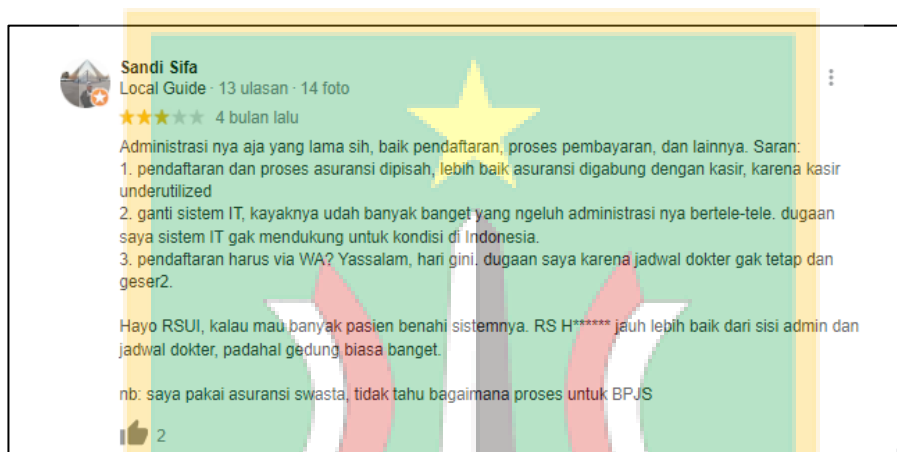 Sandi Sifa
Local Guide · 13 ulasan · 14 foto
4 bulan lalu
Administrasi nya aja yang lama sih, baik pendaftaran, proses pembayaran, dan lainnya. Saran:
1. pendaftaran dan proses asuransi dipisah, lebih baik asuransi digabung dengan kasir, karena kasir
underutilized
2. ganti sistem IT, kayaknya udah banyak banget yang ngeluh administrasi nya bertele-tele. dugaan
saya sistem IT gak mendukung untuk kondisi di Indonesia.
3. pendaftaran harus via WA? Yassalam, hari gini. dugaan saya karena jadwal dokter gak tetap dan
geser2.
Hayo RSUI, kalau mau banyak pasien benahi sistemnya. RS H****** jauh lebih baik dari sisi admin dan
jadwal dokter, padahal gedung biasa banget.
nb: saya pakai asuransi swasta, tidak tahu bagaimana proses untuk BPJS
2